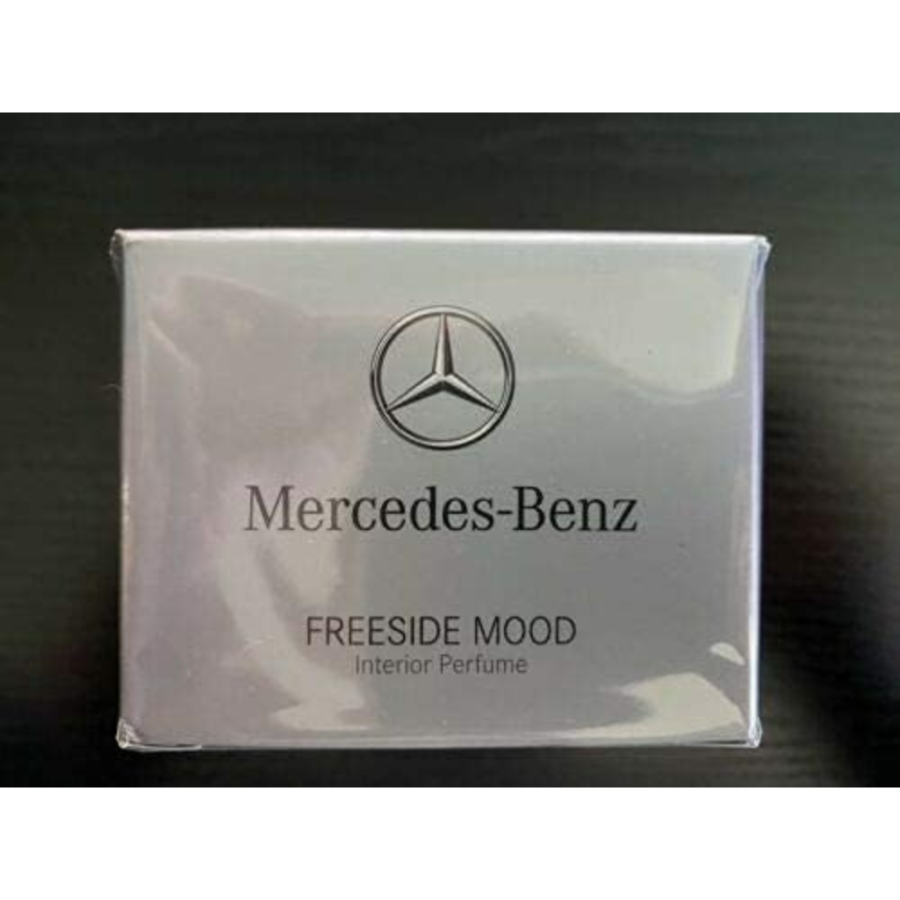 Mercedes-Benz
FREESIDE MOOD
Interior Perfume